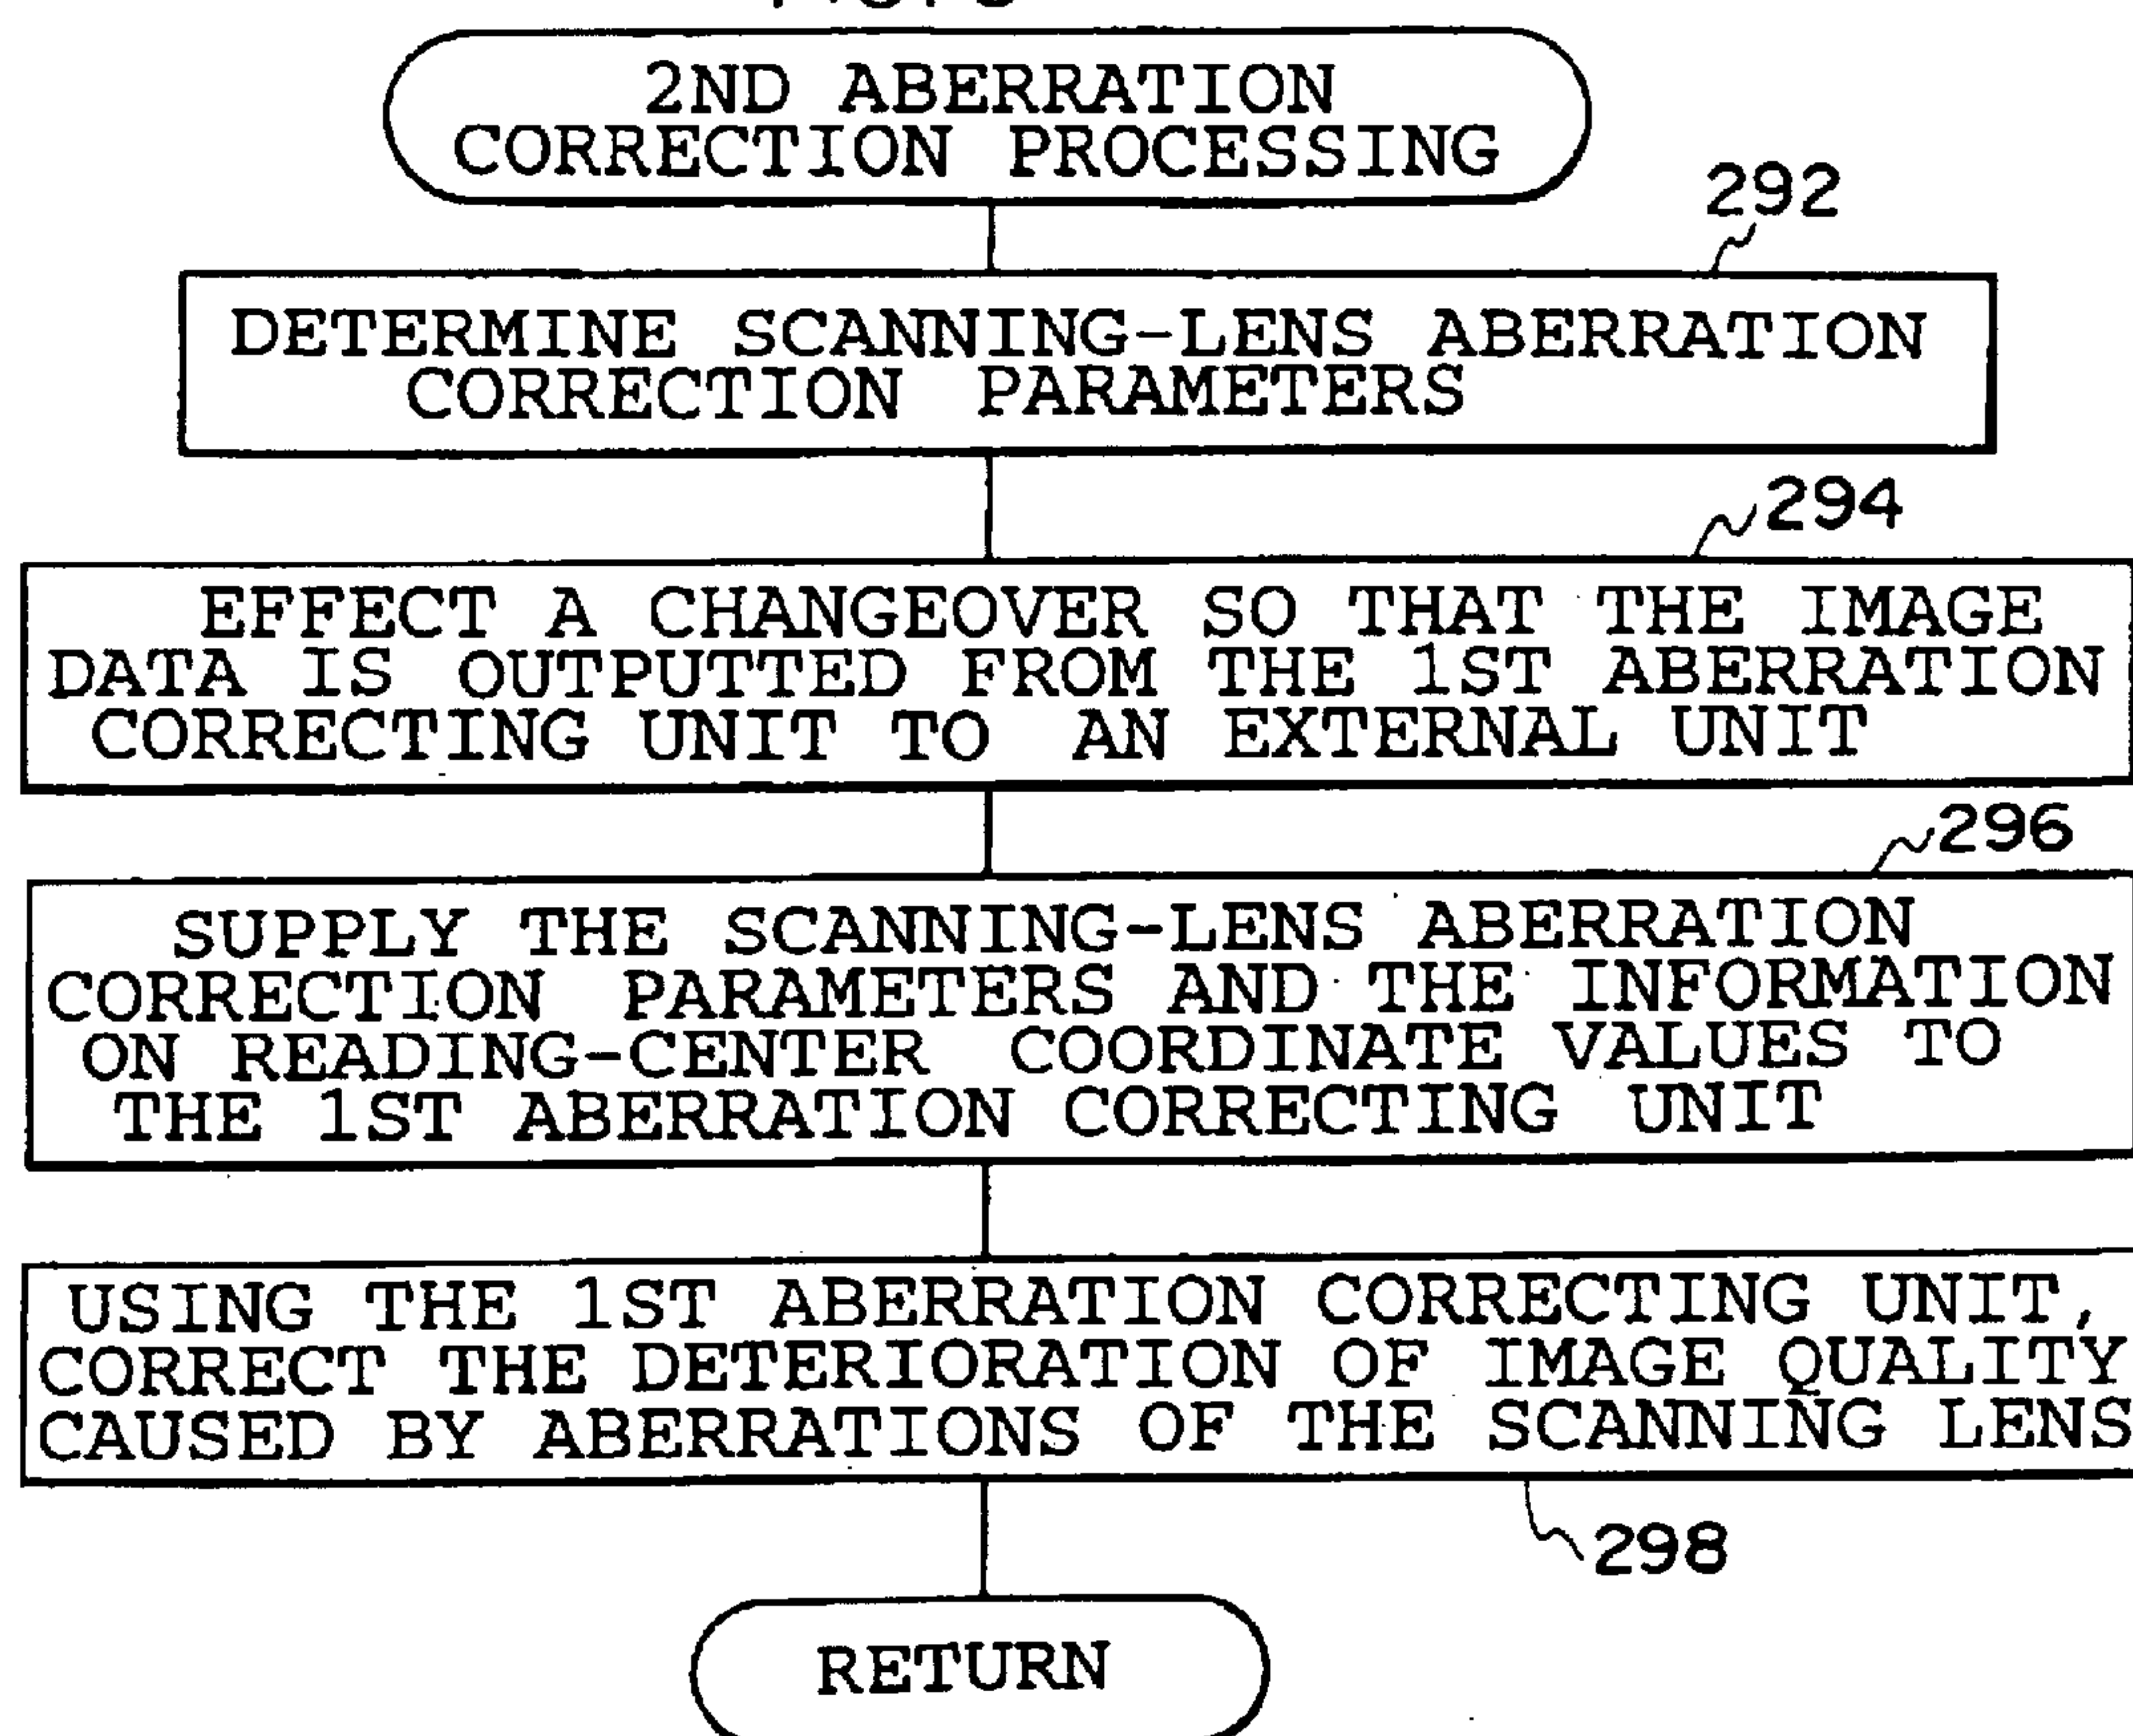 2ND ABERRATION
CORRECTION PROCESSING
292
DETERMINE SCANNING-LENS ABERRATION
CORRECTION PARAMETERS
294
EFFECT A CHANGEOVER SO THAT THE IMAGE
DATA IS OUTPUTTED FROM THE 1ST ABERRATION
CORRECTING UNIT TO AN EXTERNAL UNIT
296
SUPPLY THE SCANNING-LENS ABERRATION
CORRECTION PARAMETERS AND THE INFORMATION
ON READING-CENTER COORDINATE VALUES TO
THE 1ST ABERRATION CORRECTING UNIT
USING THE 1ST ABERRATION CORRECTING UNIT,
CORRECT THE DETERIORATION OF IMAGE QUALITY
CAUSED BY ABERRATIONS OF THE SCANNING LENS
298
RETURN